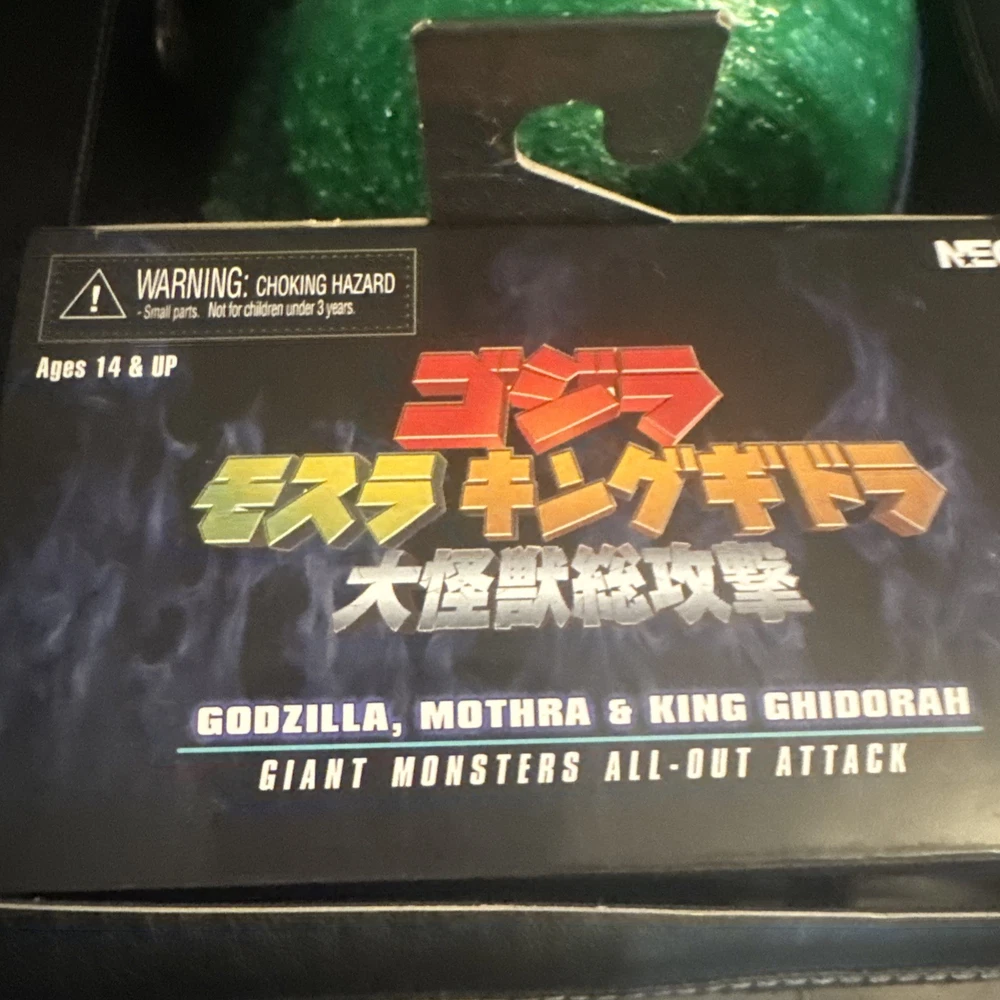 WARNING: CHOKING HAZARD
- Small parts. Not for children under 3 years.
Ages 14 & UP
ゴジラ
モスラ キングギドラ
大怪獣総攻撃
GODZILLA, MOTHRA & KING GHIDORAH
GIANT MONSTERS ALL-OUT ATTACK